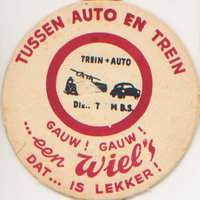 TUSSEN AUTO EN TREIN
TREIN + AUTO
M.B.S.
GAUW! GAUW!
...een Wiel's
DAT... IS LEKKER!